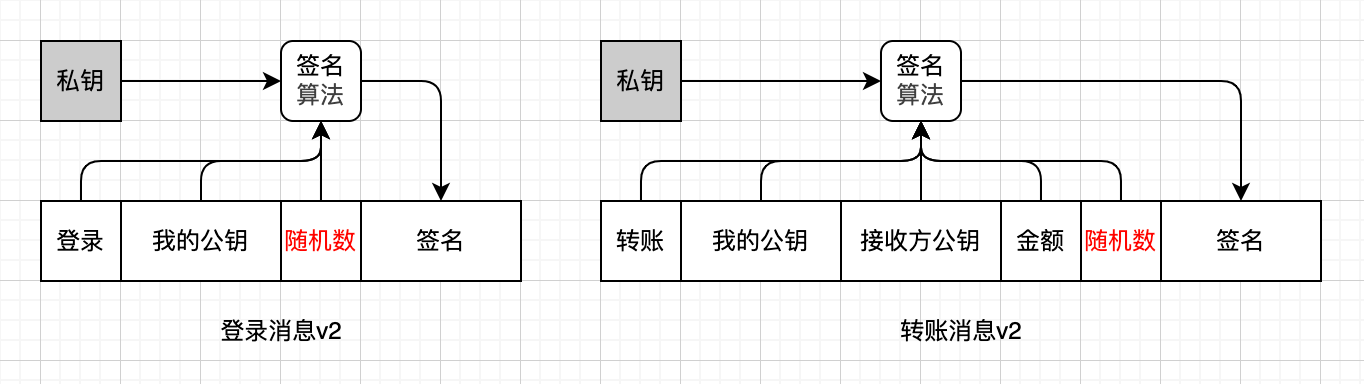 私钥
签名
算法
登录
我的公钥
随机数
签名
登录消息v2
私钥
签名
算法
转账
我的公钥
接收方公钥
金额
随机数
签名
转账消息v2